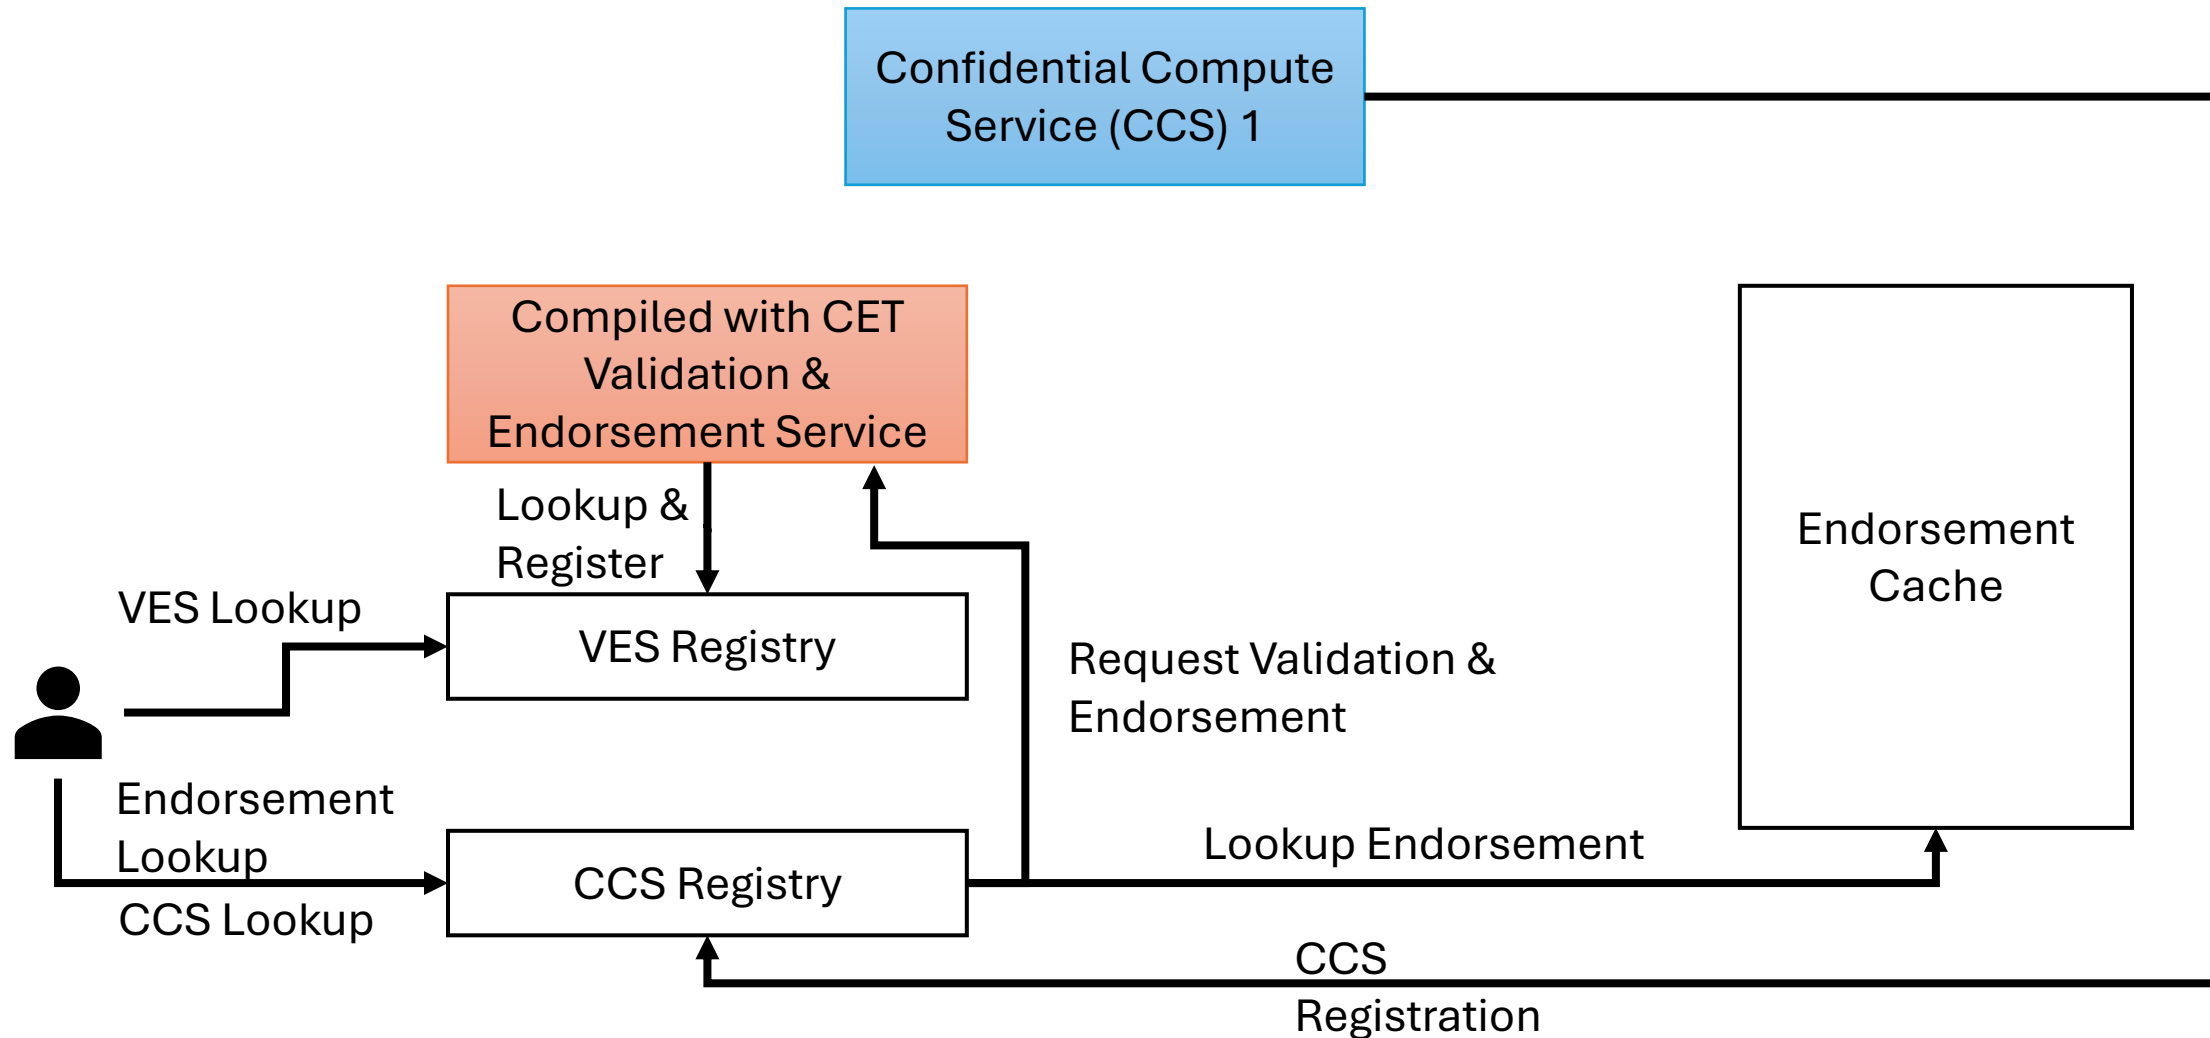 Confidential Compute
Service (CCS) 1
Compiled with CET
Validation &
Endorsement Service
Lookup &
Register
VES Lookup
VES Registry
Endorsement
Cache
Request Validation &
Endorsement
Endorsement
Lookup
CCS Lookup
CCS Registry
Lookup Endorsement
CCS
Registration